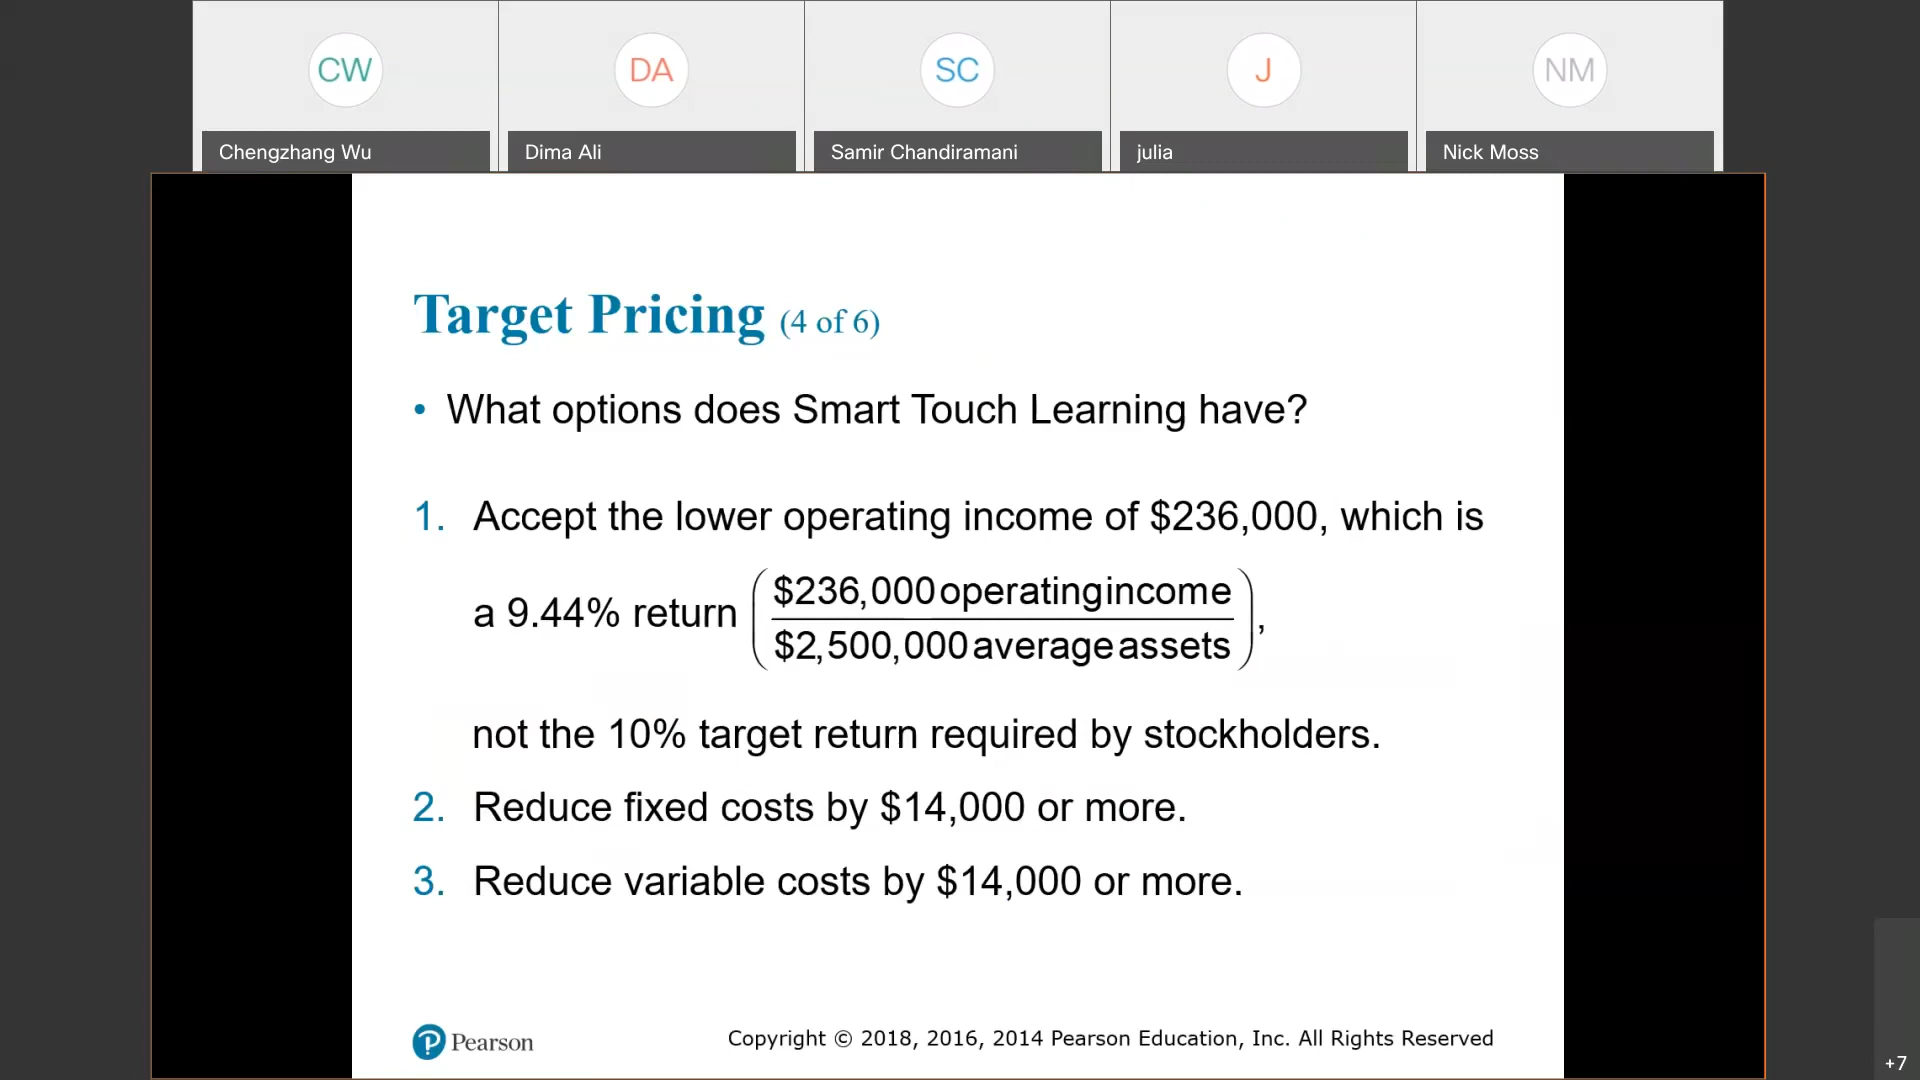 CW
DA
SC
J
NM
Chengzhang Wu
Dima Ali
Samir Chandiramani
julia
Nick Moss
Target Pricing (4 of 6)
• What options does Smart Touch Learning have?
1. Accept the lower operating income of $236,000, which is
a 9.44% return ($236,000 operating income
$2,500,000 average assets),
not the 10% target return required by stockholders.
2. Reduce fixed costs by $14,000 or more.
3. Reduce variable costs by $14,000 or more.
P Pearson
Copyright © 2018, 2016, 2014 Pearson Education, Inc. All Rights Reserved
+7